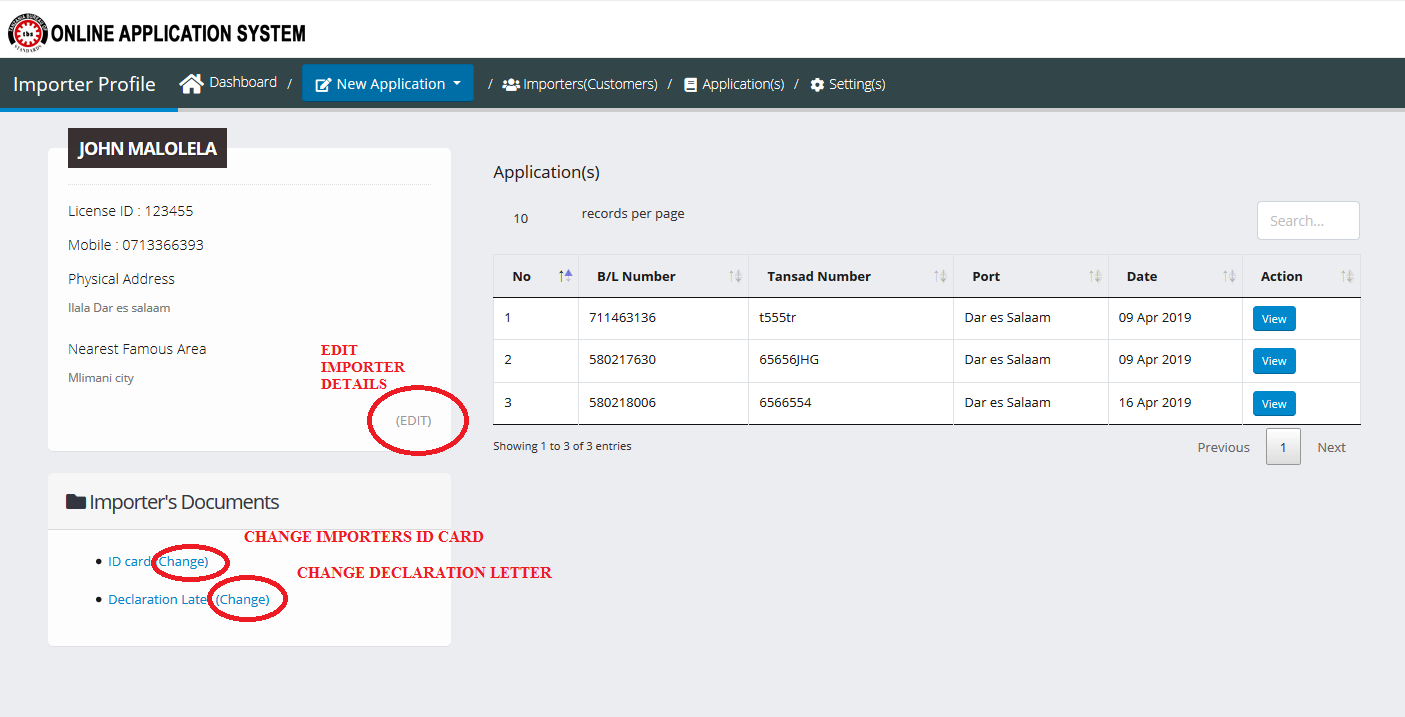 TANZANIA BUREAU OF STANDARDS
tbs
ONLINE APPLICATION SYSTEM
Importer Profile
Dashboard / New Application / Importers(Customers) / Application(s) / Setting(s)
JOHN MALOLELA
License ID : 123455
Mobile : 0713366393
Physical Address
Ilala Dar es salaam
Nearest Famous Area
Mlimani city
EDIT
IMPORTER
DETAILS
(EDIT)
Importer's Documents
CHANGE IMPORTERS ID CARD
ID card (Change)
CHANGE DECLARATION LETTER
Declaration Later (Change)
Application(s)
10 records per page
Search...
No B/L Number Tansad Number Port Date Action
1 711463136 t555tr Dar es Salaam 09 Apr 2019 View
2 580217630 65656JHG Dar es Salaam 09 Apr 2019 View
3 580218006 6566554 Dar es Salaam 16 Apr 2019 View
Showing 1 to 3 of 3 entries
Previous 1 Next